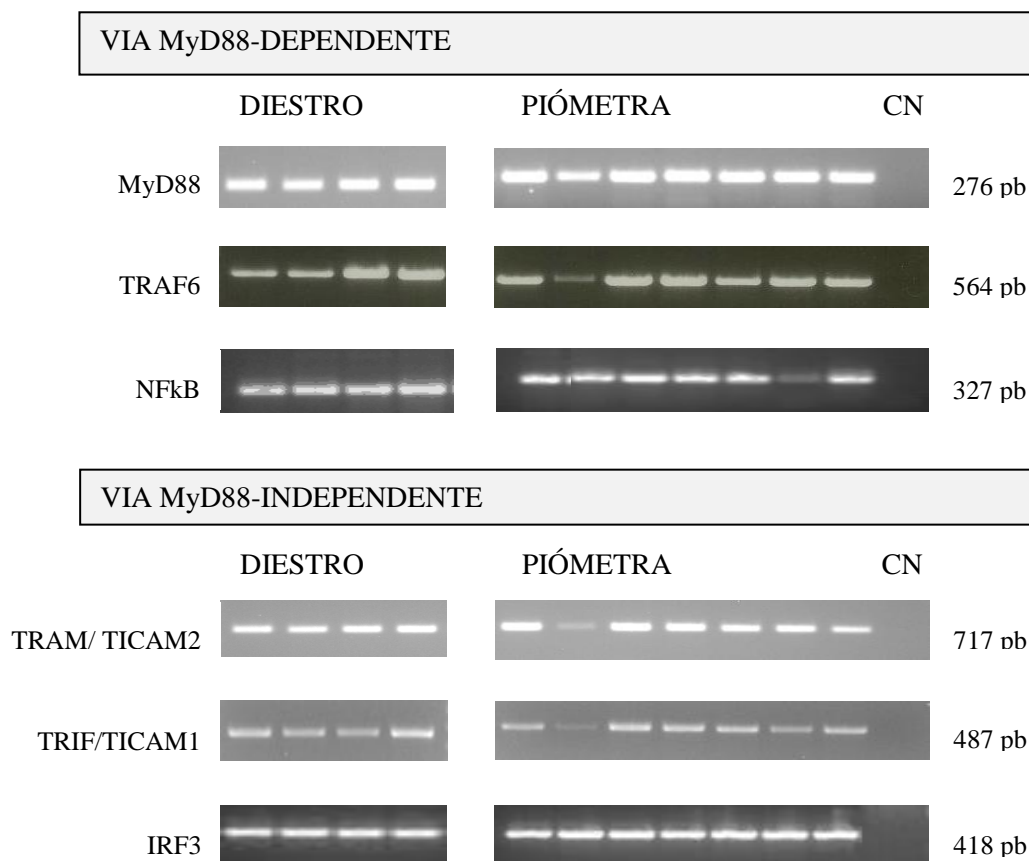 VIA MyD88-DEPENDENTE
DIESTRO PIÓMETRA CN
MyD88 276 pb
TRAF6 564 pb
NFkB 327 pb
VIA MyD88-INDEPENDENTE
DIESTRO PIÓMETRA CN
TRAM/ TICAM2 717 pb
TRIF/TICAM1 487 pb
IRF3 418 pb